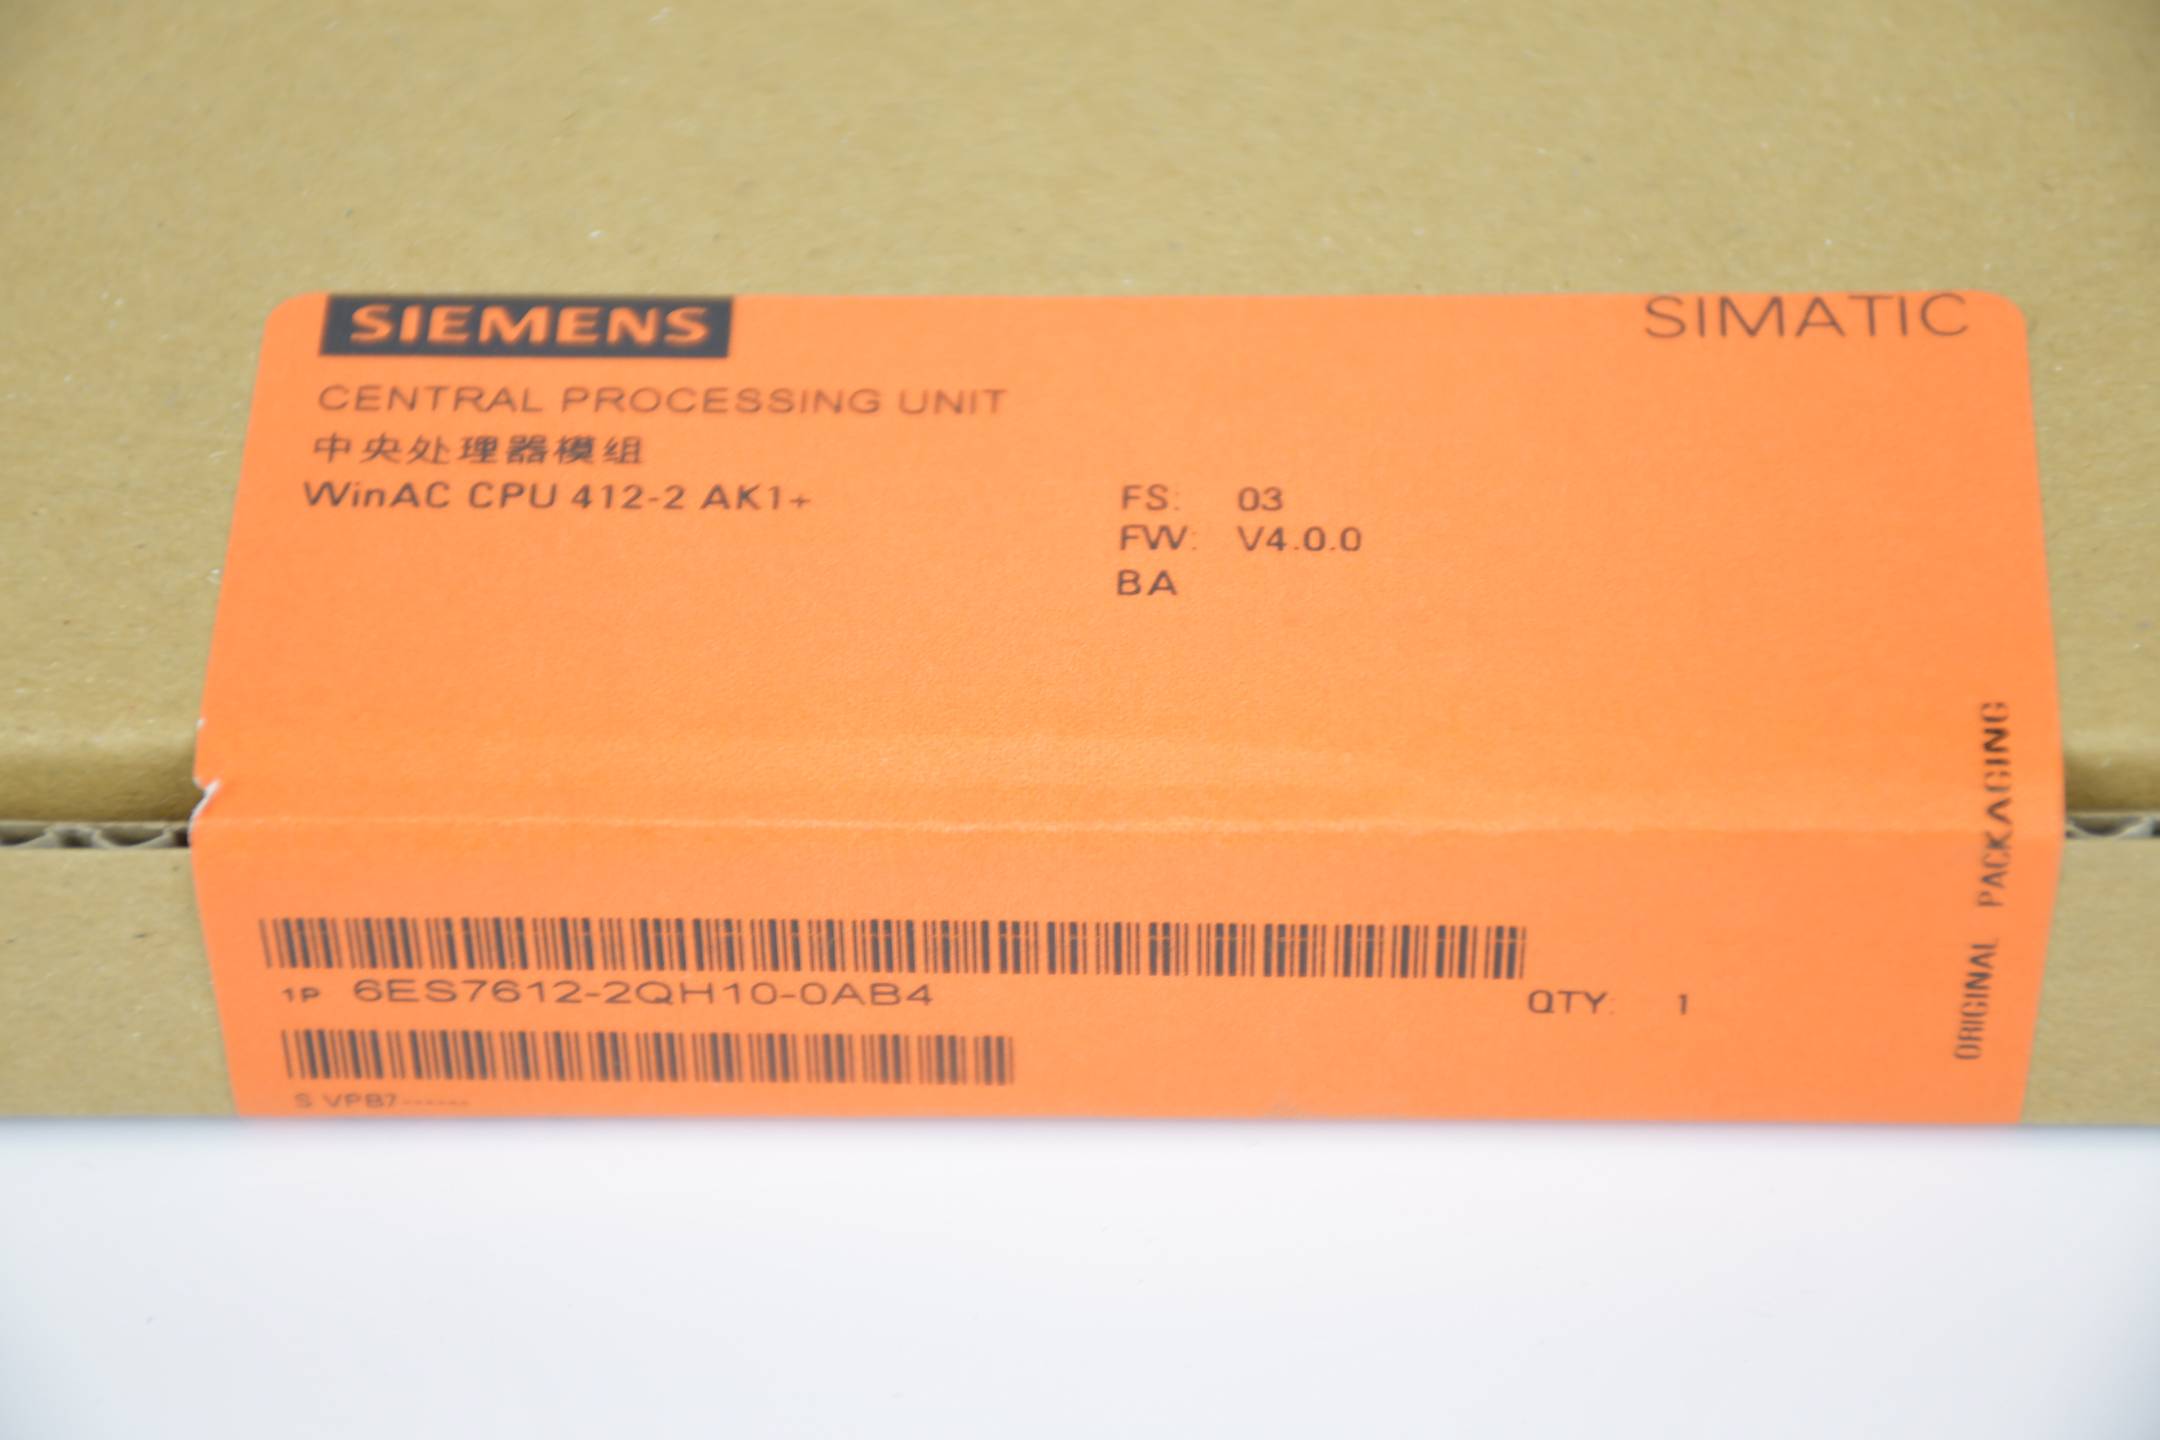 SIEMENS
SIMATIC
CENTRAL PROCESSING UNIT
中央处理器模组
WinAC CPU 412-2 AK1+
FS: 03
FW: V4.0.0
BA
ORIGINAL PACKAGING
1P 6ES7612-2QH10-0AB4
QTY: 1
S VPB7------